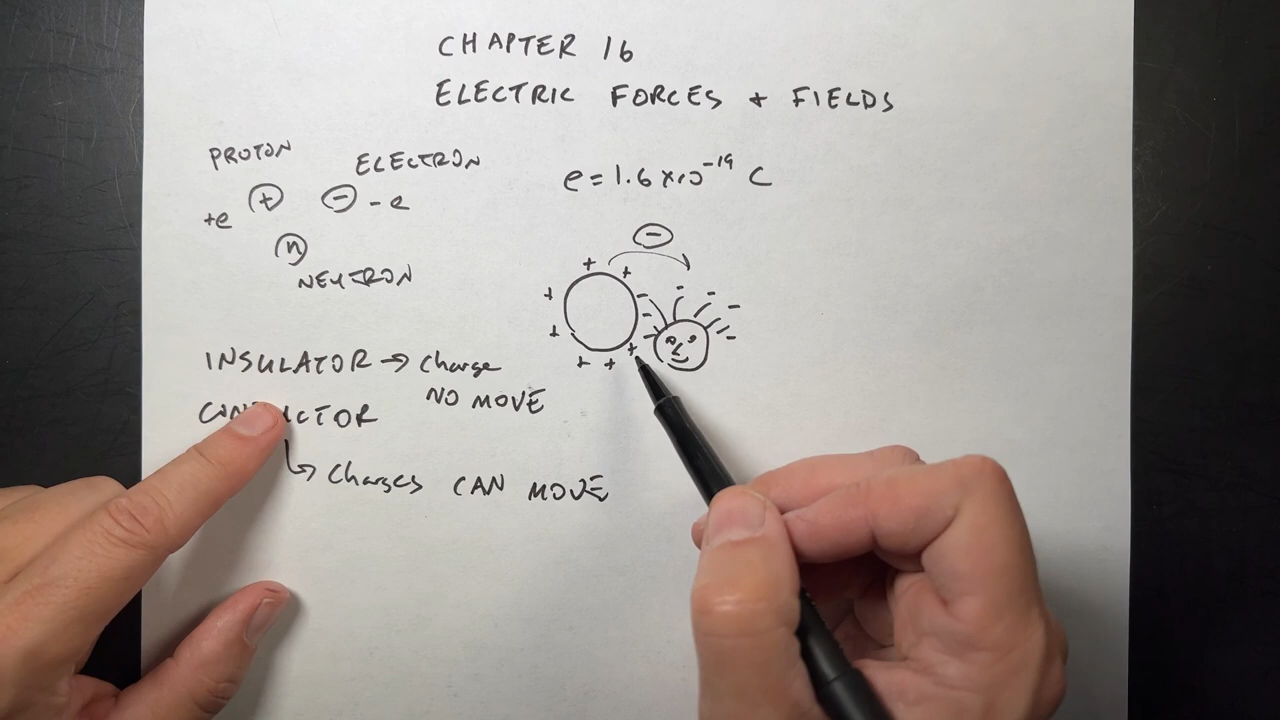 CHAPTER 16
ELECTRIC FORCES + FIELDS
PROTON
ELECTRON
e = 1.6 x 10⁻¹⁹ C
+e + − - e
n
NEUTRON
−
+ + + + + + +
- - - - - - - -
INSULATOR → Charge
NO MOVE
CONDUCTOR
↳ Charges CAN MOVE